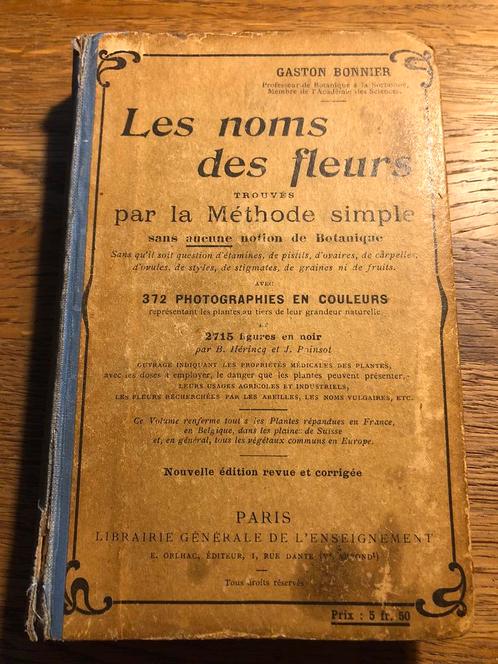 GASTON BONNIER
Professeur de Botanique à la Sorbonne,
Membre de l'Académie des Sciences.
Les noms
des fleurs
TROUVÉS
par la Méthode simple
sans aucune notion de Botanique
Sans qu'il soit question d'étamines, de pistils, d'ovaires, de carpelles,
d'ovules, de styles, de stigmates, de graines ni de fruits.
AVEC
372 PHOTOGRAPHIES EN COULEURS
représentant les plantes au tiers de leur grandeur naturelle
ET
2715 figures en noir
par B. Hérincq et J. Poinsot
OUVRAGE INDIQUANT LES PROPRIÉTÉS MÉDICALES DES PLANTES,
avec les doses à employer, le danger que les plantes peuvent présenter,
LEURS USAGES AGRICOLES ET INDUSTRIELS,
LES FLEURS RECHERCHÉES PAR LES ABEILLES, LES NOMS VULGAIRES, ETC.
Ce Volume renferme tout s les Plantes répandues en France,
en Belgique, dans les plaines de Suisse
et, en général, tous les végétaux communs en Europe.
Nouvelle édition revue et corrigée
PARIS
LIBRAIRIE GÉNÉRALE DE L'ENSEIGNEMENT
E. ORLHAC, ÉDITEUR, 1, RUE DANTE (Vᵉ ARRONDᵗ)
Tous droits réservés
Prix : 5 fr. 50